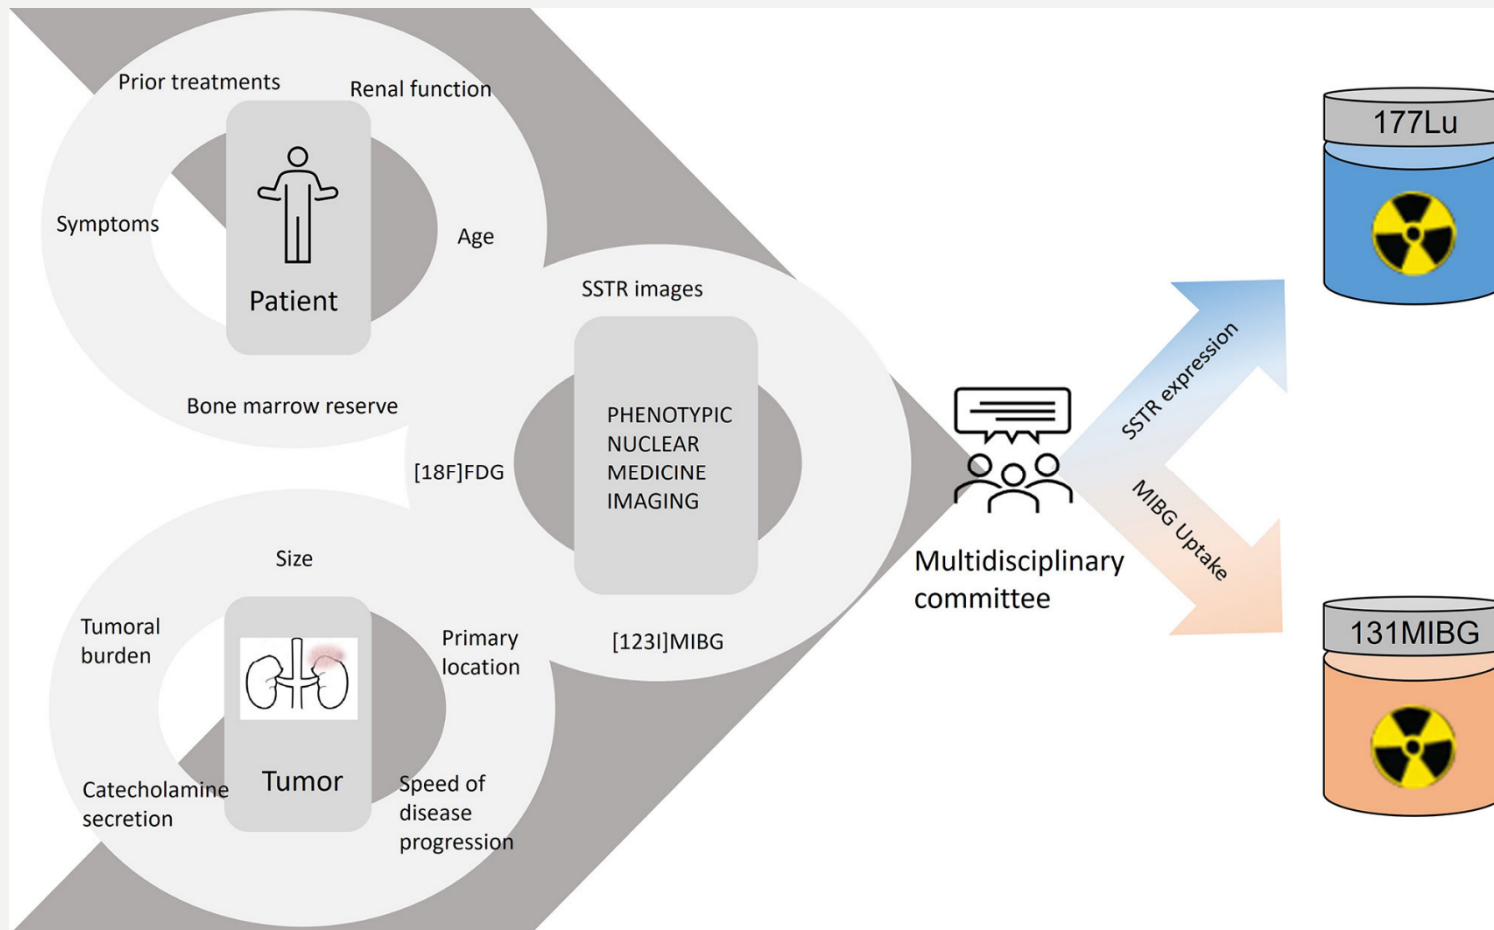 Prior treatments
Renal function
Symptoms
Age
Patient
Bone marrow reserve
SSTR images
PHENOTYPIC
NUCLEAR
MEDICINE
IMAGING
[18F]FDG
[123I]MIBG
Size
Tumoral
burden
Primary
location
Tumor
Catecholamine
secretion
Speed of
disease
progression
Multidisciplinary
committee
SSTR expression
MIBG Uptake
177Lu
131MIBG